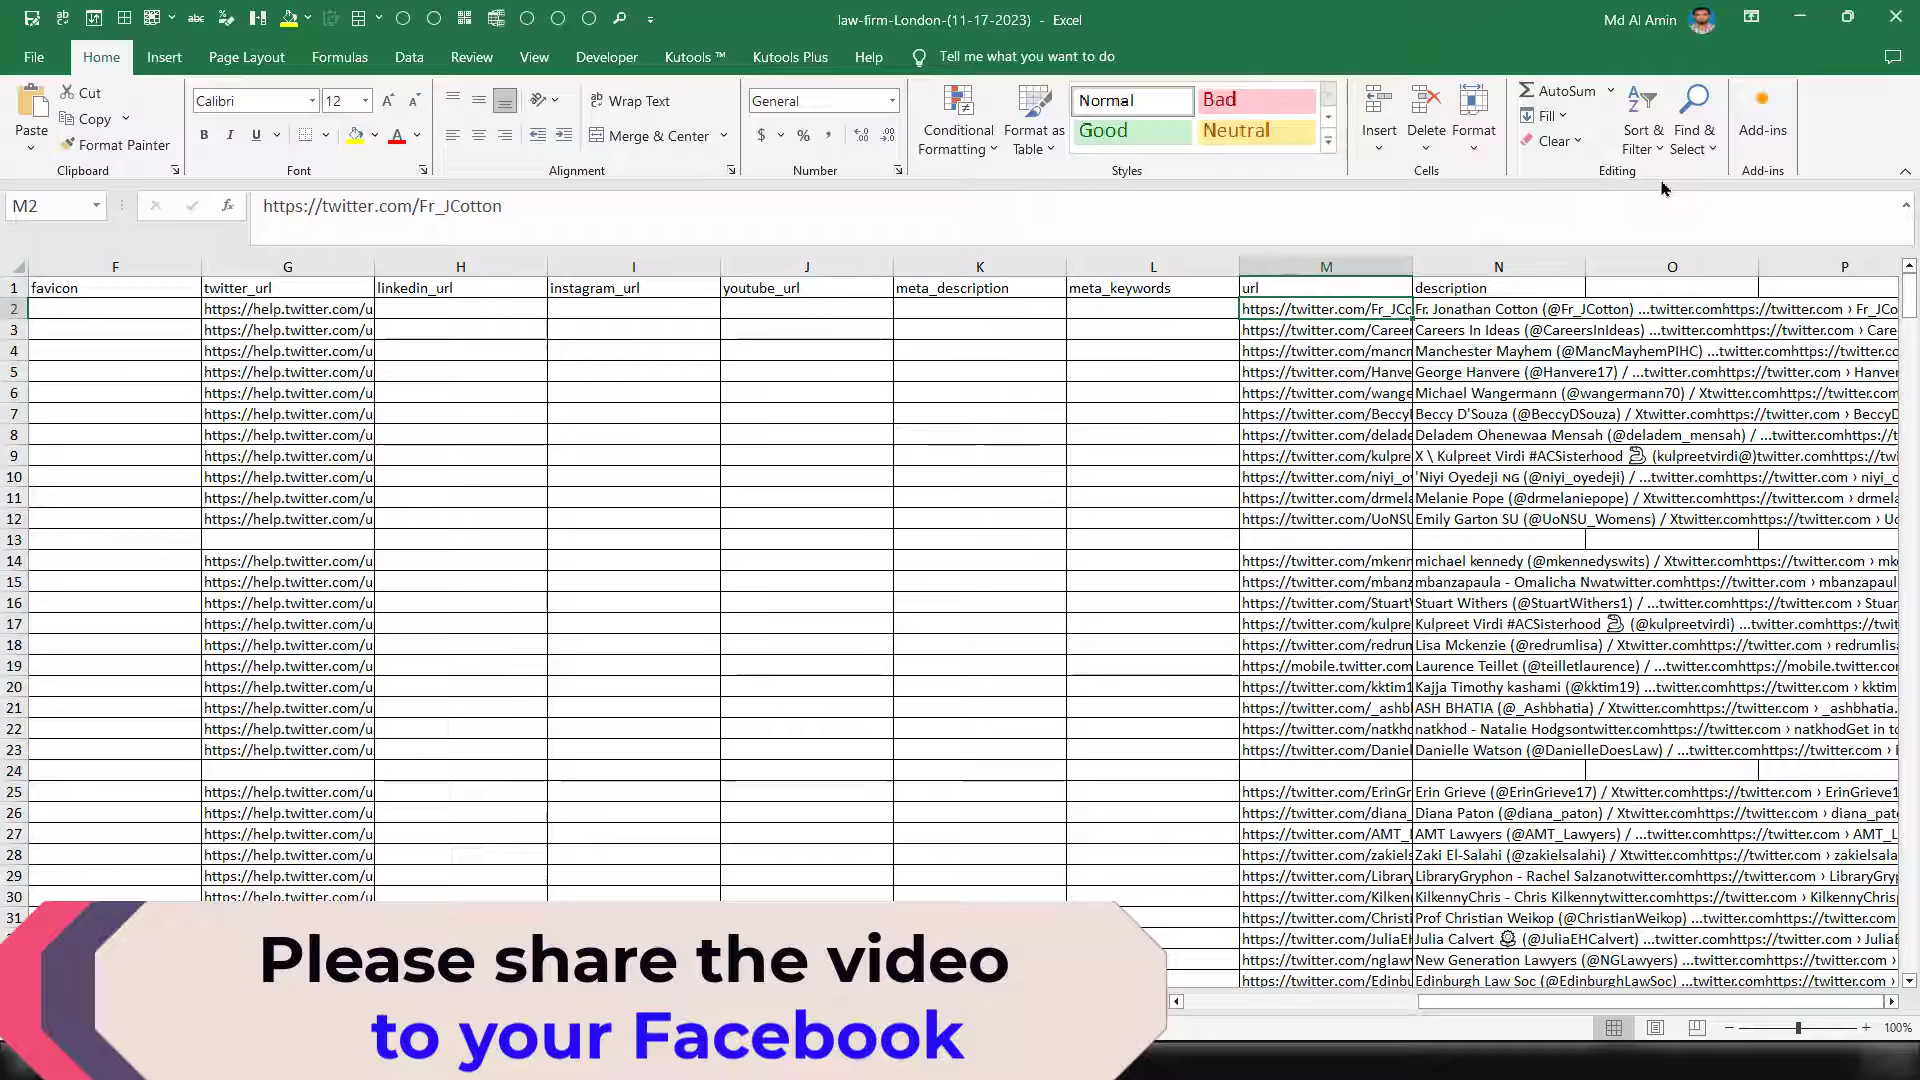 law-firm-London-(11-17-2023) - Excel
Md Al Amin
File Home Insert Page Layout Formulas Data Review View Developer Kutools ™ Kutools Plus Help Tell me what you want to do
Paste
Cut
Copy
Format Painter
Clipboard
Calibri 12
B I U
Font
Wrap Text
Merge & Center
Alignment
General
$ % ,
Number
Conditional Formatting
Format as Table
Normal Bad
Good Neutral
Styles
Insert Delete Format
Cells
AutoSum
Fill
Clear
Sort & Filter
Find & Select
Editing
Add-ins
Add-ins
M2 fx https://twitter.com/Fr_JCotton
F G H I J K L M N O P
1 favicon twitter_url linkedin_url instagram_url youtube_url meta_description meta_keywords url description
2 https://help.twitter.com/u https://twitter.com/Fr_JCo Fr. Jonathan Cotton (@Fr_JCotton) ...twitter.comhttps://twitter.com › Fr_JCo
3 https://help.twitter.com/u https://twitter.com/Career Careers In Ideas (@CareersInIdeas) ...twitter.comhttps://twitter.com › Care
4 https://help.twitter.com/u https://twitter.com/mancm Manchester Mayhem (@MancMayhemPIHC) ...twitter.comhttps://twitter.co
5 https://help.twitter.com/u https://twitter.com/Hanve George Hanvere (@Hanvere17) / ...twitter.comhttps://twitter.com › Hanver
6 https://help.twitter.com/u https://twitter.com/wange Michael Wangermann (@wangermann70) / Xtwitter.comhttps://twitter.com
7 https://help.twitter.com/u https://twitter.com/BeccyI Beccy D'Souza (@BeccyDSouza) / Xtwitter.comhttps://twitter.com › BeccyD
8 https://help.twitter.com/u https://twitter.com/delade Deladem Ohenewaa Mensah (@deladem_mensah) / ...twitter.comhttps://t
9 https://help.twitter.com/u https://twitter.com/kulpre X \ Kulpreet Virdi #ACSisterhood (kulpreetvirdi@)twitter.comhttps://twi
10 https://help.twitter.com/u https://twitter.com/niyi_o 'Niyi Oyedeji NG (@niyi_oyedeji) / ...twitter.comhttps://twitter.com › niyi_o
11 https://help.twitter.com/u https://twitter.com/drmela Melanie Pope (@drmelaniepope) / Xtwitter.comhttps://twitter.com › drmela
12 https://help.twitter.com/u https://twitter.com/UoNSU Emily Garton SU (@UoNSU_Womens) / Xtwitter.comhttps://twitter.com › Uo
13
14 https://help.twitter.com/u https://twitter.com/mkenn michael kennedy (@mkennedyswits) / Xtwitter.comhttps://twitter.com › mk
15 https://help.twitter.com/u https://twitter.com/mbanz mbanzapaula - Omalicha Nwatwitter.comhttps://twitter.com › mbanzapaul
16 https://help.twitter.com/u https://twitter.com/Stuart Stuart Withers (@StuartWithers1) / ...twitter.comhttps://twitter.com › Stuar
17 https://help.twitter.com/u https://twitter.com/kulpre Kulpreet Virdi #ACSisterhood (@kulpreetvirdi) ...twitter.comhttps://twit
18 https://help.twitter.com/u https://twitter.com/redrum Lisa Mckenzie (@redrumlisa) / Xtwitter.comhttps://twitter.com › redrumlis
19 https://help.twitter.com/u https://mobile.twitter.com Laurence Teillet (@teilletlaurence) / ...twitter.comhttps://mobile.twitter.co
20 https://help.twitter.com/u https://twitter.com/kktim1 Kajja Timothy kashami (@kktim19) ...twitter.comhttps://twitter.com › kktim
21 https://help.twitter.com/u https://twitter.com/_ashbl ASH BHATIA (@_Ashbhatia) / Xtwitter.comhttps://twitter.com › _ashbhatia.
22 https://help.twitter.com/u https://twitter.com/natkho natkhod - Natalie Hodgsontwitter.comhttps://twitter.com › natkhodGet in t
23 https://help.twitter.com/u https://twitter.com/Daniel Danielle Watson (@DanielleDoesLaw) / ...twitter.comhttps://twitter.com ›
24
25 https://help.twitter.com/u https://twitter.com/ErinGr Erin Grieve (@ErinGrieve17) / Xtwitter.comhttps://twitter.com › ErinGrieve1
26 https://help.twitter.com/u https://twitter.com/diana_ Diana Paton (@diana_paton) / Xtwitter.comhttps://twitter.com › diana_pat
27 https://help.twitter.com/u https://twitter.com/AMT_L AMT Lawyers (@AMT_Lawyers) / ...twitter.comhttps://twitter.com › AMT_L
28 https://help.twitter.com/u https://twitter.com/zakiels Zaki El-Salahi (@zakielsalahi) / Xtwitter.comhttps://twitter.com › zakielsala
29 https://help.twitter.com/u https://twitter.com/Library LibraryGryphon - Rachel Salzanotwitter.comhttps://twitter.com › LibraryGry
30 https://help.twitter.com/u https://twitter.com/Kilken KilkennyChris - Chris Kilkennytwitter.comhttps://twitter.com › KilkennyChris
31 https://twitter.com/Christi Prof Christian Weikop (@ChristianWeikop) ...twitter.comhttps://twitter.com
https://twitter.com/JuliaEH Julia Calvert (@JuliaEHCalvert) ...twitter.comhttps://twitter.com › JuliaE
https://twitter.com/nglaw New Generation Lawyers (@NGLawyers) ...twitter.comhttps://twitter.com ›
https://twitter.com/Edinbu Edinburgh Law Soc (@EdinburghLawSoc) ...twitter.comhttps://twitter.com ›
Please share the video
to your Facebook
100%